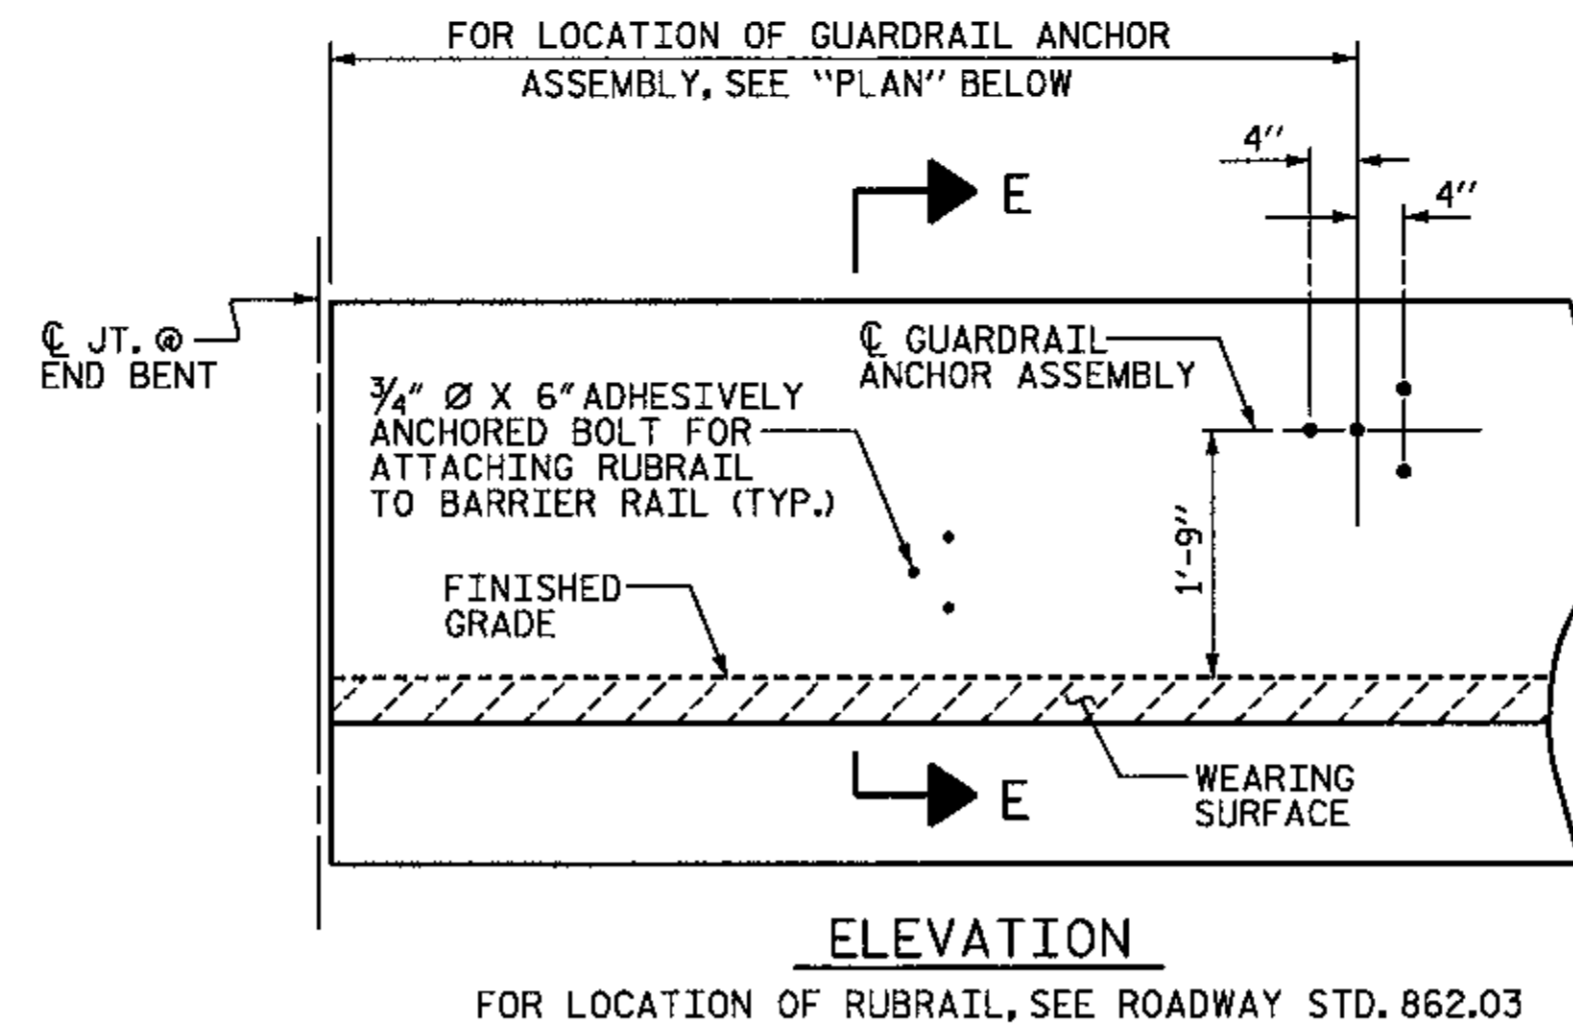 FOR LOCATION OF GUARDRAIL ANCHOR
ASSEMBLY, SEE "PLAN" BELOW
4"
4"
E
℄ JT. @
END BENT
℄ GUARDRAIL
ANCHOR ASSEMBLY
3/4" Ø X 6" ADHESIVELY
ANCHORED BOLT FOR
ATTACHING RUBRAIL
TO BARRIER RAIL (TYP.)
1'-9"
FINISHED
GRADE
WEARING
SURFACE
E
ELEVATION
FOR LOCATION OF RUBRAIL, SEE ROADWAY STD. 862.03